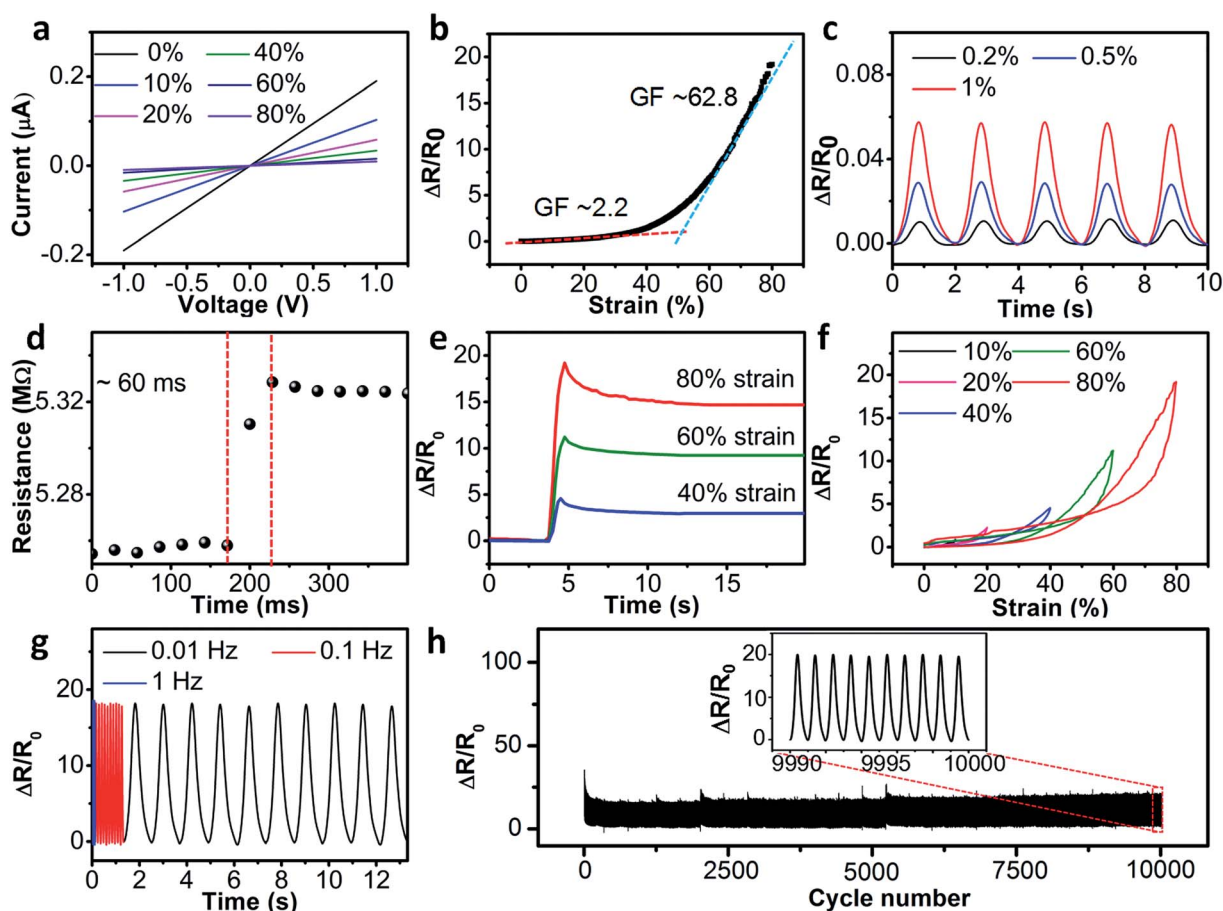 a
0% 40%
10% 60%
20% 80%
0.2
0.0
-0.2
Current (μA)
-1.0 -0.5 0.0 0.5 1.0
Voltage (V)
b
GF ~62.8
GF ~2.2
20
15
10
5
0
ΔR/R0
0 20 40 60 80
Strain (%)
c
0.2% 0.5%
1%
0.08
0.04
0.00
ΔR/R0
0 2 4 6 8 10
Time (s)
d
~ 60 ms
5.32
5.28
Resistance (MΩ)
0 100 200 300
Time (ms)
e
80% strain
60% strain
40% strain
20
15
10
5
0
ΔR/R₀
0 5 10 15
Time (s)
f
10% 60%
20% 80%
40%
20
15
10
5
0
ΔR/R₀
0 20 40 60 80
Strain (%)
g
0.01 Hz 0.1 Hz
1 Hz
27
18
9
0
ΔR/R₀
0 2 4 6 8 10 12
Time (s)
h
100
75
50
25
0
ΔR/R₀
0 2500 5000 7500 10000
Cycle number
20
10
0
ΔR/R₀
9990 9995 10000